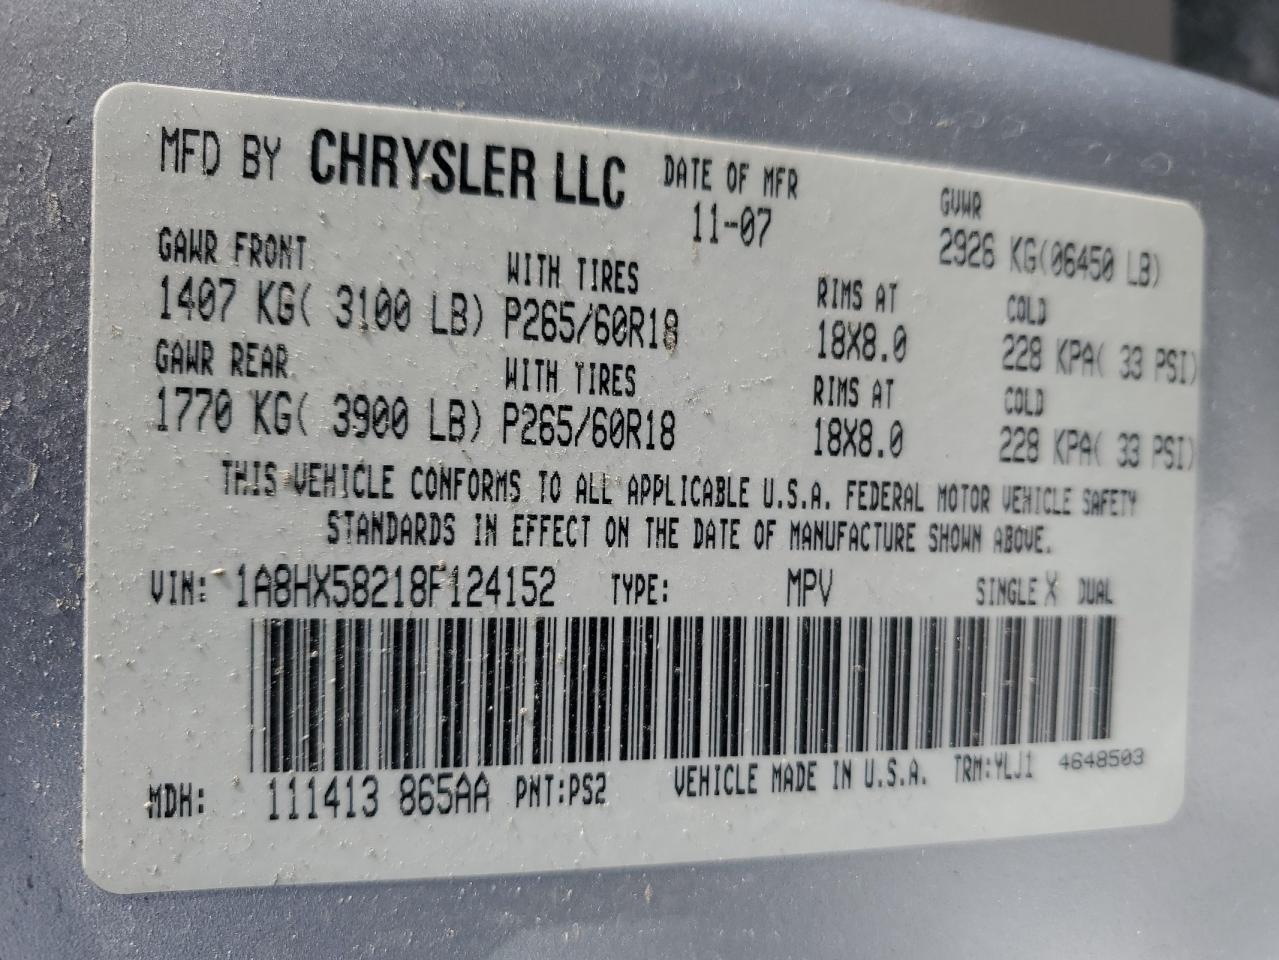 MFD BY CHRYSLER LLC DATE OF MFR GVWR
11-07 2926 KG(06450 LB)
GAWR FRONT WITH TIRES RIMS AT COLD
1407 KG( 3100 LB) P265/60R18 18X8.0 228 KPA( 33 PSI)
GAWR REAR WITH TIRES RIMS AT COLD
1770 KG( 3900 LB) P265/60R18 18X8.0 228 KPA( 33 PSI)
THIS VEHICLE CONFORMS TO ALL APPLICABLE U.S.A. FEDERAL MOTOR VEHICLE SAFETY
STANDARDS IN EFFECT ON THE DATE OF MANUFACTURE SHOWN ABOVE.
VIN: 1A8HX58218F124152 TYPE: MPV SINGLE X DUAL
MDH: 111413 865AA PNT:PS2 VEHICLE MADE IN U.S.A. TRM:YLJ1 4648503